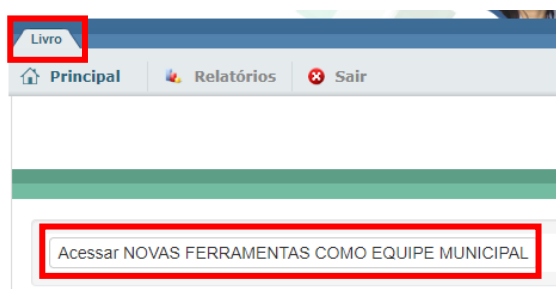 Livro
Principal Relatórios Sair
Acessar NOVAS FERRAMENTAS COMO EQUIPE MUNICIPAL